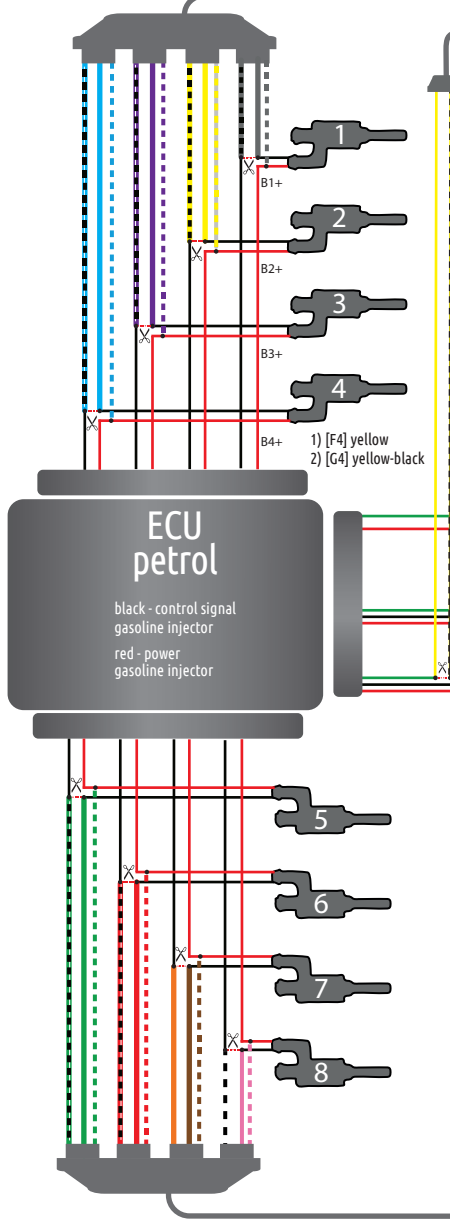 1
B1+
2
B2+
3
B3+
4
B4+
1) [F4] yellow
2) [G4] yellow-black
ECU
petrol
black - control signal
gasoline injector
red - power
gasoline injector
5
6
7
8